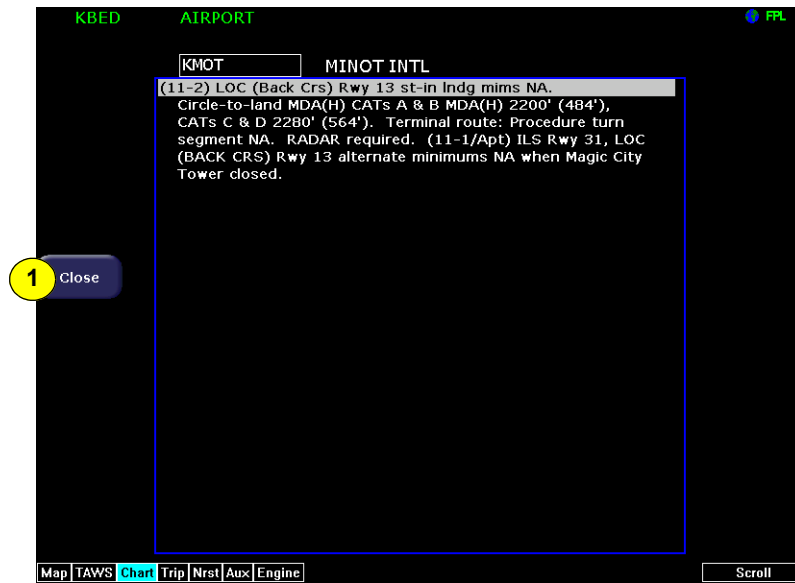 KBED AIRPORT FPL
KMOT MINOT INTL
(11-2) LOC (Back Crs) Rwy 13 st-in lndg mims NA.
Circle-to-land MDA(H) CATs A & B MDA(H) 2200' (484'),
CATs C & D 2280' (564').  Terminal route: Procedure turn
segment NA.  RADAR required.  (11-1/Apt) ILS Rwy 31, LOC
(BACK CRS) Rwy 13 alternate minimums NA when Magic City
Tower closed.
1 Close
Map TAWS Chart Trip Nrst Aux Engine Scroll